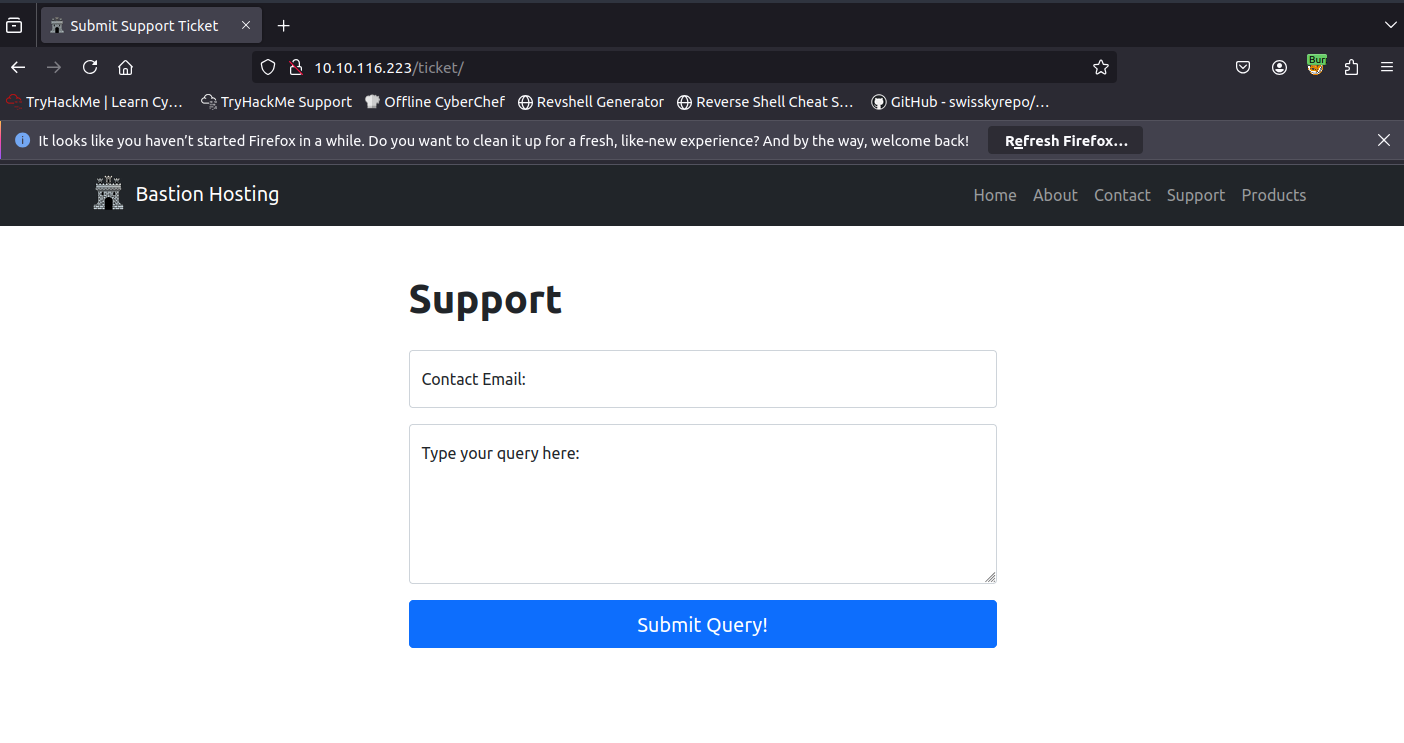 Submit Support Ticket
10.10.116.223/ticket/
Bur
TryHackMe | Learn Cy… TryHackMe Support Offline CyberChef Revshell Generator Reverse Shell Cheat S… GitHub - swisskyrepo/…
It looks like you haven’t started Firefox in a while. Do you want to clean it up for a fresh, like-new experience? And by the way, welcome back! Refresh Firefox…
Bastion Hosting Home About Contact Support Products
Support
Contact Email:
Type your query here:
Submit Query!